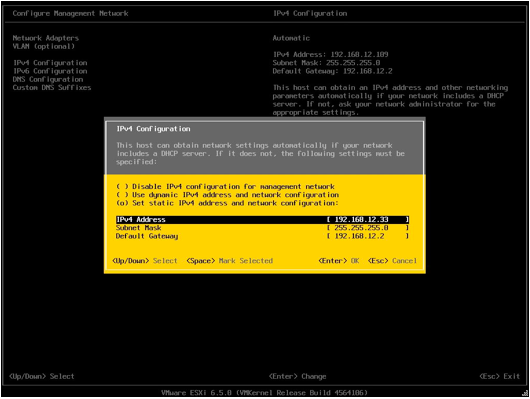 Configure Management Network
IPv4 Configuration
Network Adapters
VLAN (optional)
IPv4 Configuration
IPv6 Configuration
DNS Configuration
Custom DNS Suffixes
Automatic
IPv4 Address: 192.168.12.109
Subnet Mask: 255.255.255.0
Default Gateway: 192.168.12.2
This host can obtain an IPv4 address and other networking
parameters automatically if your network includes a DHCP
server. If not, ask your network administrator for the
appropriate settings.
IPv4 Configuration
This host can obtain network settings automatically if your network
includes a DHCP server. If it does not, the following settings must be
specified:
( ) Disable IPv4 configuration for management network
( ) Use dynamic IPv4 address and network configuration
(o) Set static IPv4 address and network configuration:
IPv4 Address [ 192.168.12.33 ]
Subnet Mask [ 255.255.255.0 ]
Default Gateway [ 192.168.12.2 ]
<Up/Down> Select <Space> Mark Selected <Enter> OK <Esc> Cancel
<Up/Down> Select <Enter> Change <Esc> Exit
VMware ESXi 6.5.0 (VMKernel Release Build 4564106)